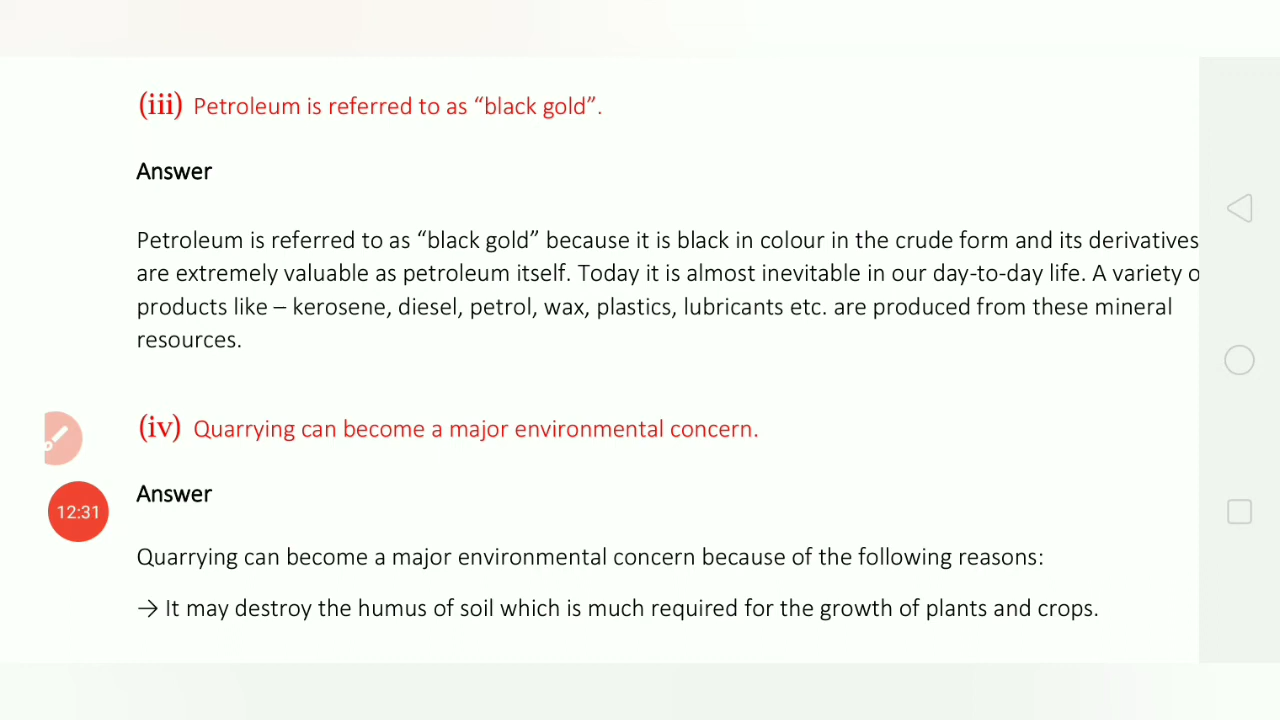 (iii) Petroleum is referred to as “black gold”.
Answer
Petroleum is referred to as “black gold” because it is black in colour in the crude form and its derivatives
are extremely valuable as petroleum itself. Today it is almost inevitable in our day-to-day life. A variety o
products like – kerosene, diesel, petrol, wax, plastics, lubricants etc. are produced from these mineral
resources.
(iv) Quarrying can become a major environmental concern.
Answer
12:31
Quarrying can become a major environmental concern because of the following reasons:
→ It may destroy the humus of soil which is much required for the growth of plants and crops.